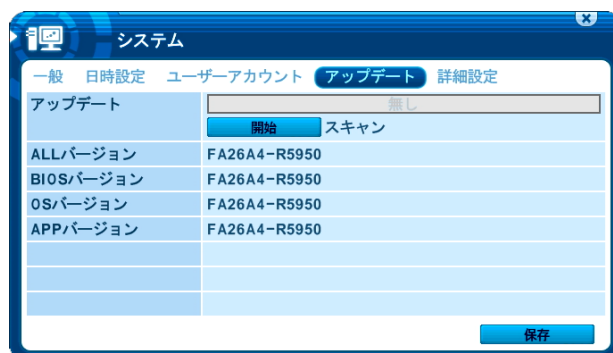 システム
一般 日時設定 ユーザーアカウント アップデート 詳細設定
アップデート 無し
開始 スキャン
ALLバージョン FA26A4-R5950
BIOSバージョン FA26A4-R5950
OSバージョン FA26A4-R5950
APPバージョン FA26A4-R5950
保存